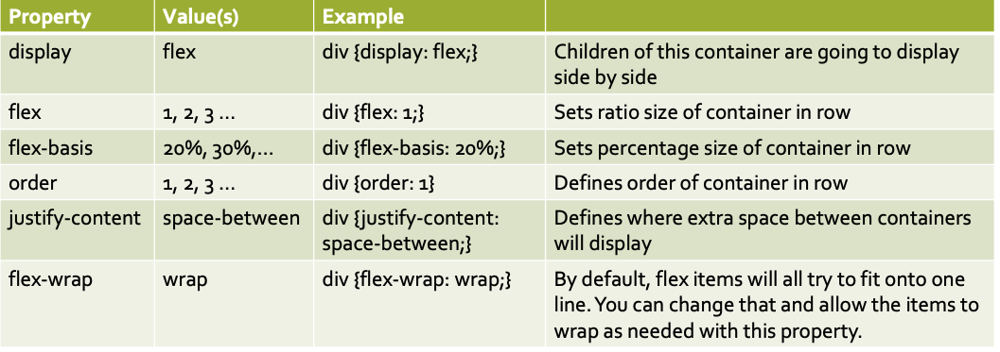 Property Value(s) Example
display flex div {display: flex;} Children of this container are going to display
side by side
flex 1, 2, 3 ... div {flex: 1;} Sets ratio size of container in row
flex-basis 20%, 30%,... div {flex-basis: 20%;} Sets percentage size of container in row
order 1, 2, 3 ... div {order: 1} Defines order of container in row
justify-content space-between div {justify-content: Defines where extra space between containers
space-between;} will display
flex-wrap wrap div {flex-wrap: wrap;} By default, flex items will all try to fit onto one
line. You can change that and allow the items to
wrap as needed with this property.